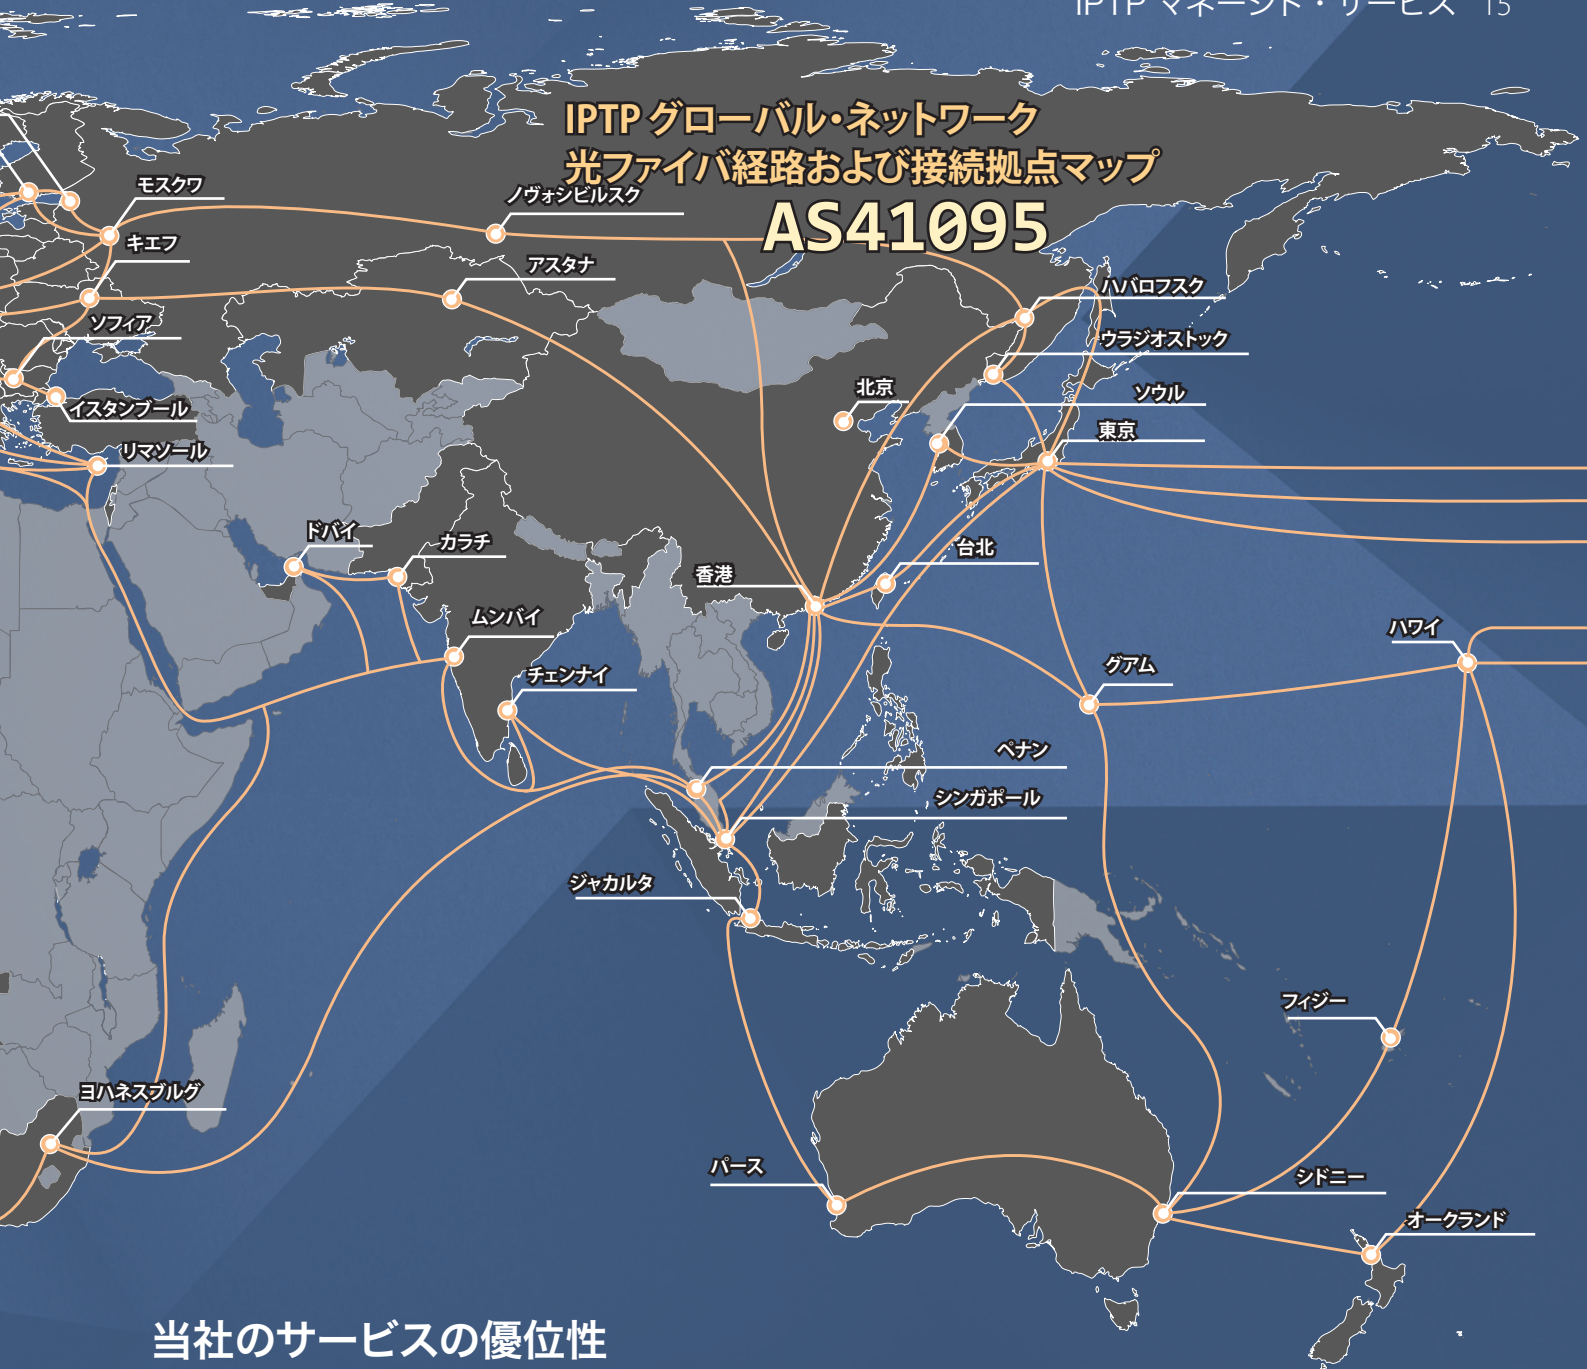 IPTP マネージド・サービス 15
IPTP グローバル・ネットワーク
光ファイバ経路および接続拠点マップ
AS41095
モスクワ
ノヴォシビルスク
キエフ
アスタナ
ハバロフスク
ソフィア
ウラジオストック
北京
ソウル
イスタンブール
東京
リマソール
ドバイ
カラチ
台北
香港
ムンバイ
ハワイ
グアム
チェンナイ
ペナン
シンガポール
ジャカルタ
フィジー
ヨハネスブルグ
パース
シドニー
オークランド
当社のサービスの優位性